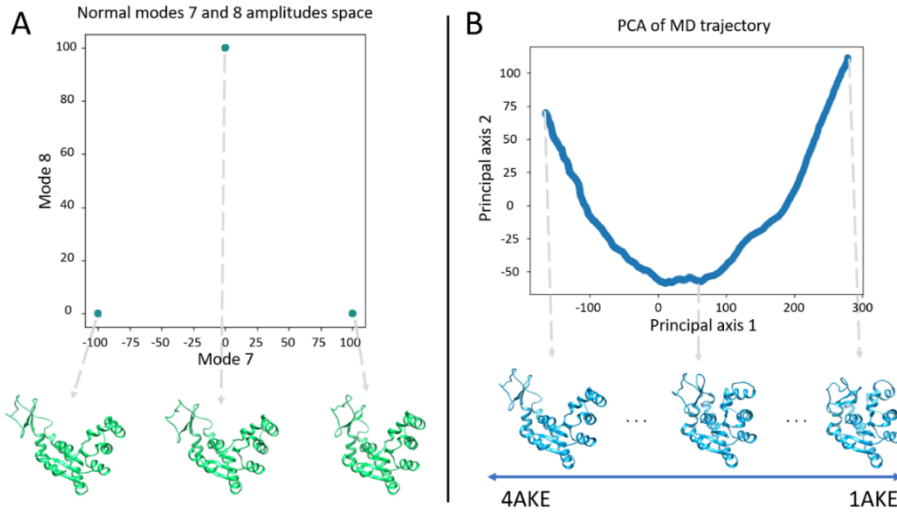 A
Normal modes 7 and 8 amplitudes space
Mode 8
100
80
60
40
20
0
-100 -75 -50 -25 0 25 50 75 100
Mode 7
B
PCA of MD trajectory
Principal axis 2
100
75
50
25
0
-25
-50
-100 0 100 200 300
Principal axis 1
... ...
4AKE 1AKE